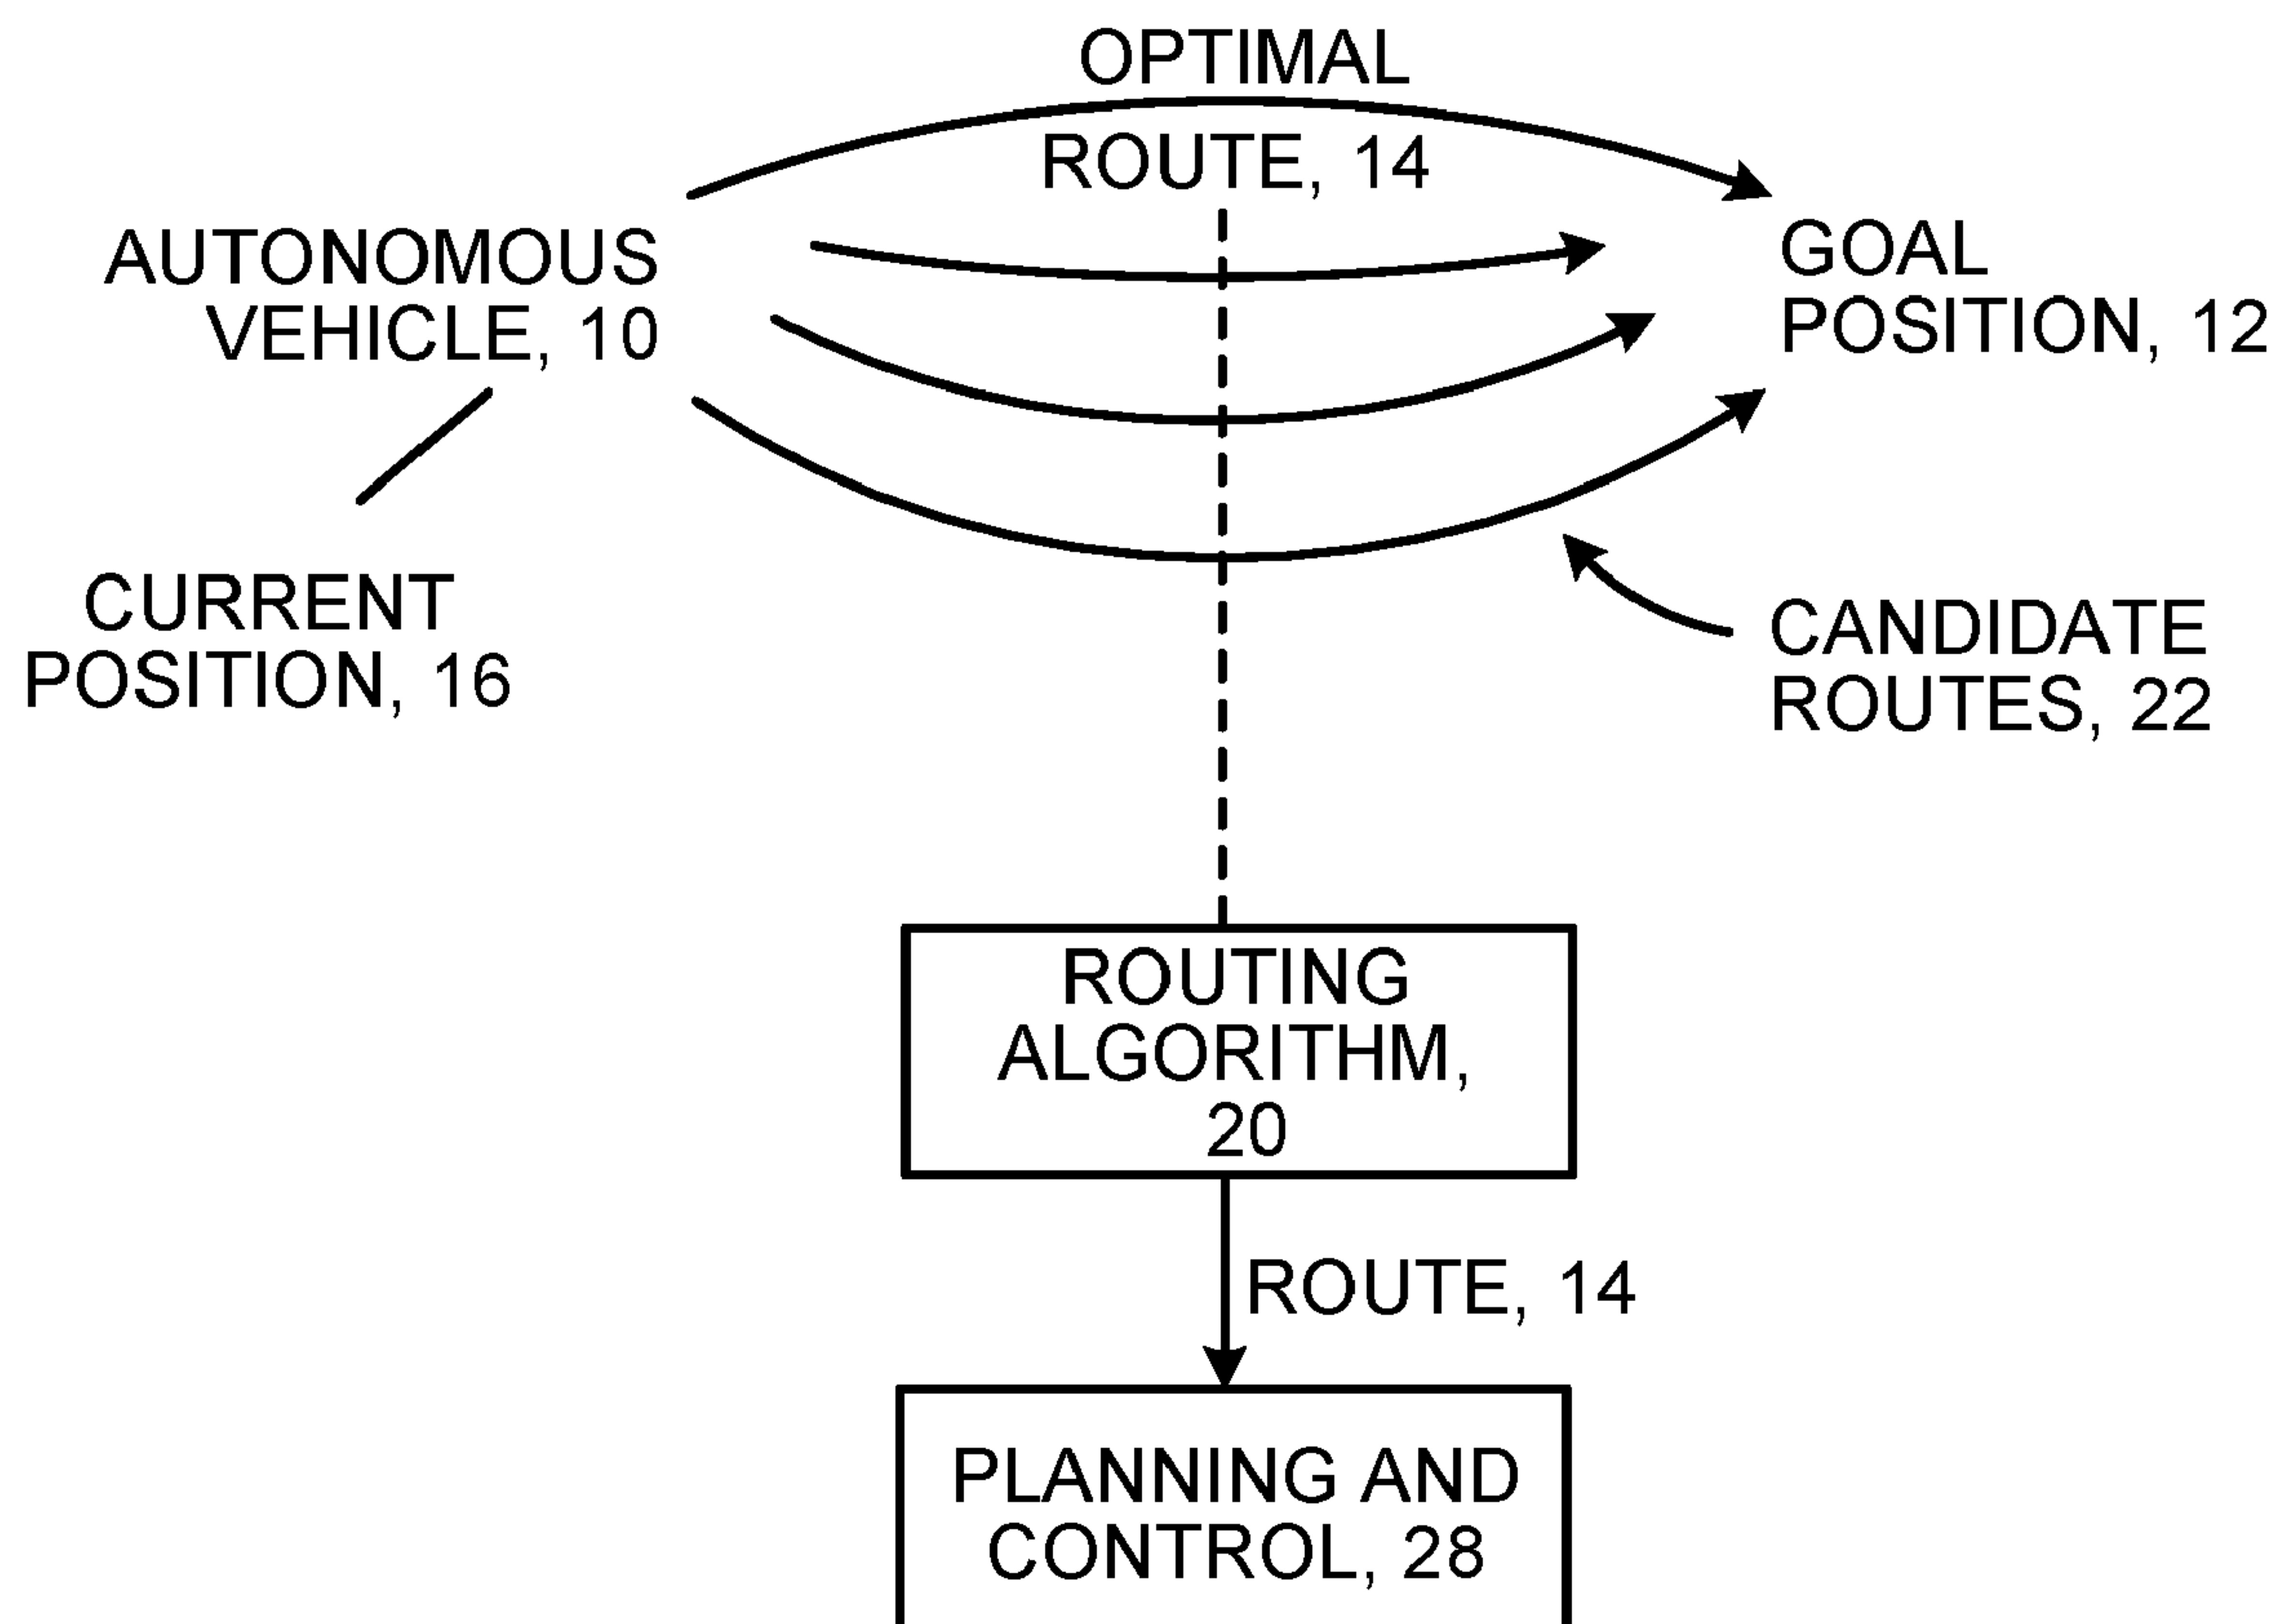 OPTIMAL
ROUTE, 14
AUTONOMOUS
VEHICLE, 10
GOAL
POSITION, 12
CURRENT
POSITION, 16
CANDIDATE
ROUTES, 22
ROUTING
ALGORITHM,
20
ROUTE, 14
PLANNING AND
CONTROL, 28